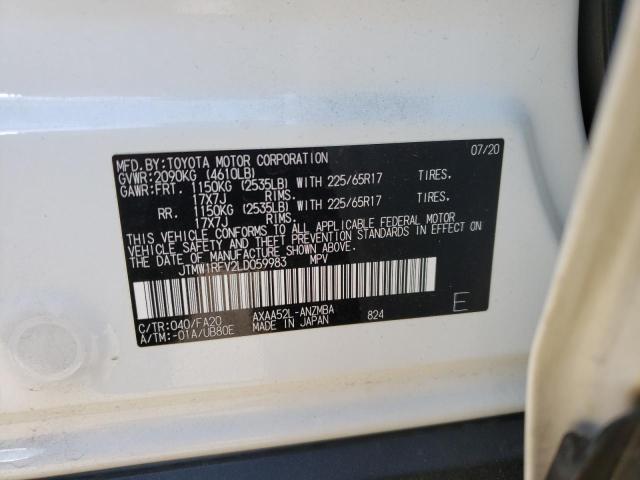 MFD. BY:TOYOTA MOTOR CORPORATION 07/20
GVWR:2090KG (4610LB)
GAWR:FRT. 1150KG (2535LB) WITH 225/65R17 TIRES.
17X7J RIMS.
RR. 1150KG (2535LB) WITH 225/65R17 TIRES.
17X7J RIMS.
THIS VEHICLE CONFORMS TO ALL APPLICABLE FEDERAL MOTOR
VEHICLE SAFETY AND THEFT PREVENTION STANDARDS IN EFFECT ON
THE DATE OF MANUFACTURE SHOWN ABOVE.
JTMW1RFV2LD059983 MPV
C/TR:040/FA20 AXAA52L-ANZMBA 824 E
A/TM:-01A/UB80E MADE IN JAPAN